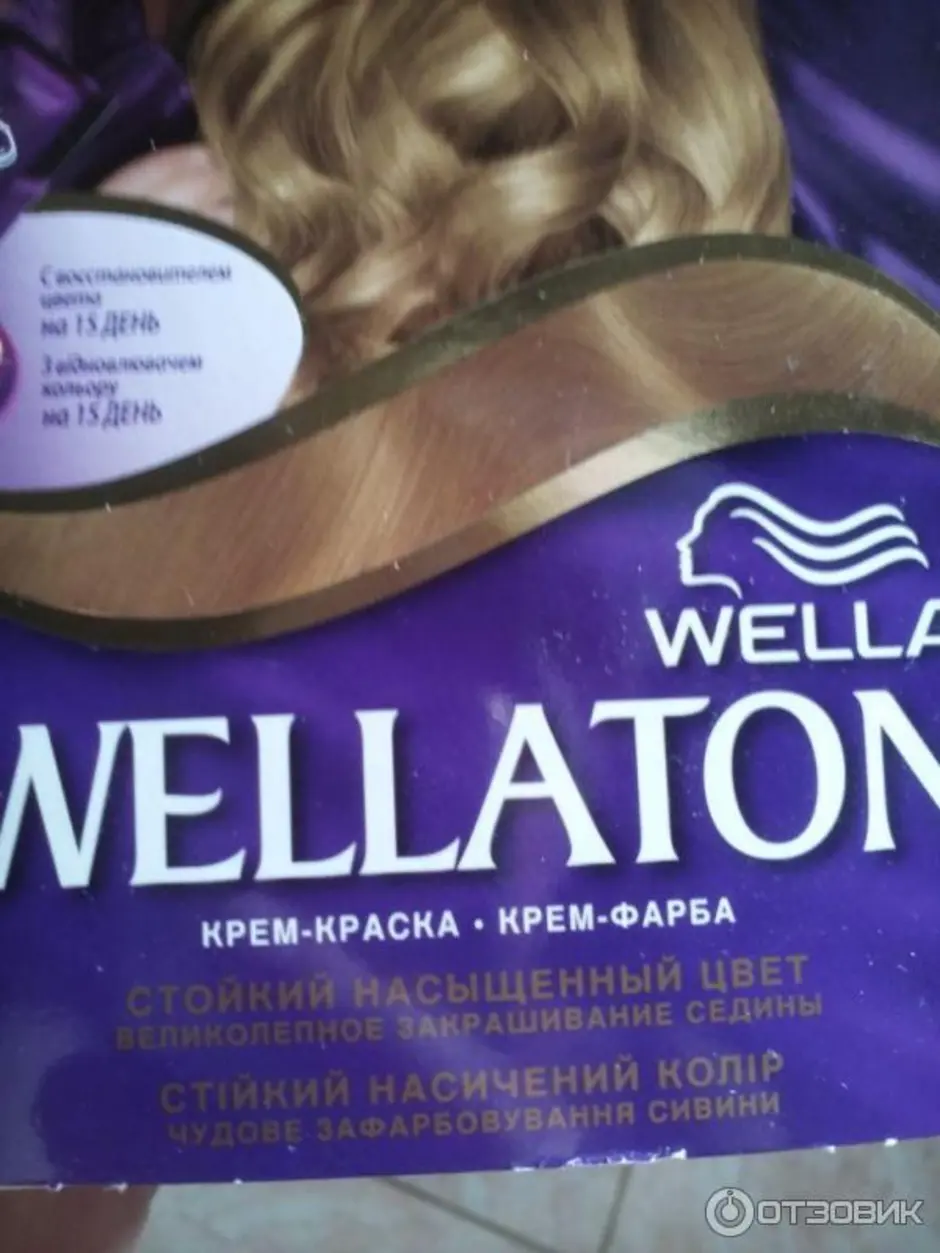 С восстановителем
цвета
на 15 ДЕНЬ
З відновлювачем
кольору
на 15 ДЕНЬ
WELLA
WELLATON
КРЕМ-КРАСКА • КРЕМ-ФАРБА
СТОЙКИЙ НАСЫЩЕННЫЙ ЦВЕТ
ВЕЛИКОЛЕПНОЕ ЗАКРАШИВАНИЕ СЕДИНЫ
СТІЙКИЙ НАСИЧЕНИЙ КОЛІР
ЧУДОВЕ ЗАФАРБОВУВАННЯ СИВИНИ
ОТЗОВИК